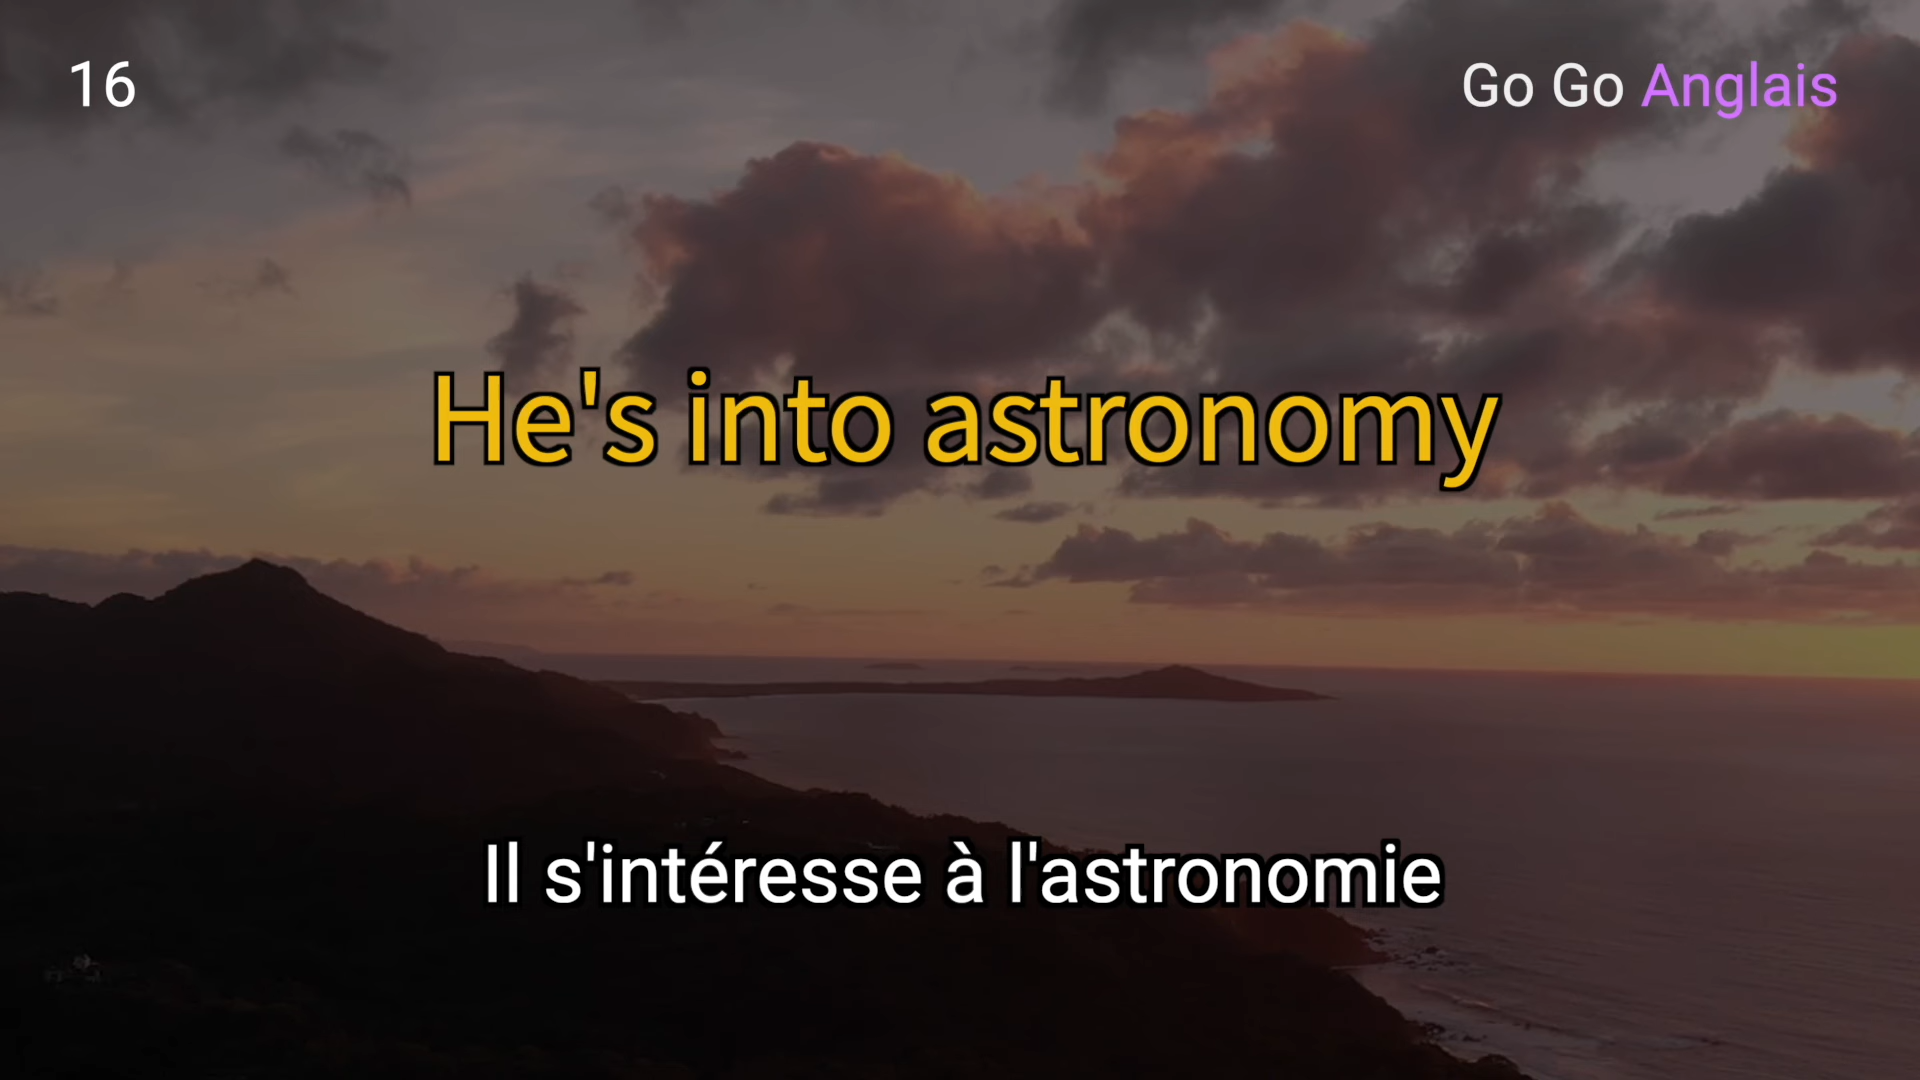 16
Go Go Anglais
He's into astronomy
Il s'intéresse à l'astronomie